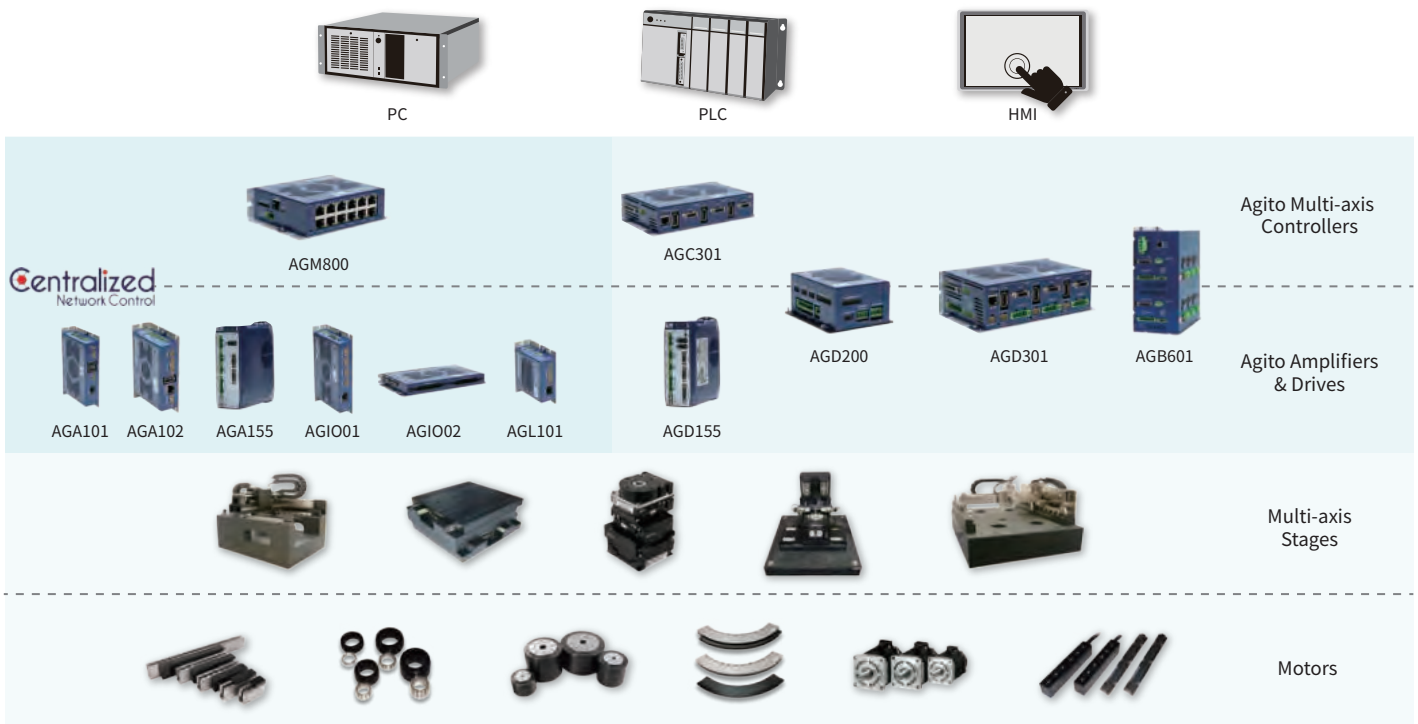 PC
PLC
HMI
AGM800
AGC301
Agito Multi-axis
Controllers
Centralized
Network Control
AGD200
AGD301
AGB601
Agito Amplifiers
& Drives
AGA101
AGA102
AGA155
AGIO01
AGIO02
AGL101
AGD155
Multi-axis
Stages
Motors